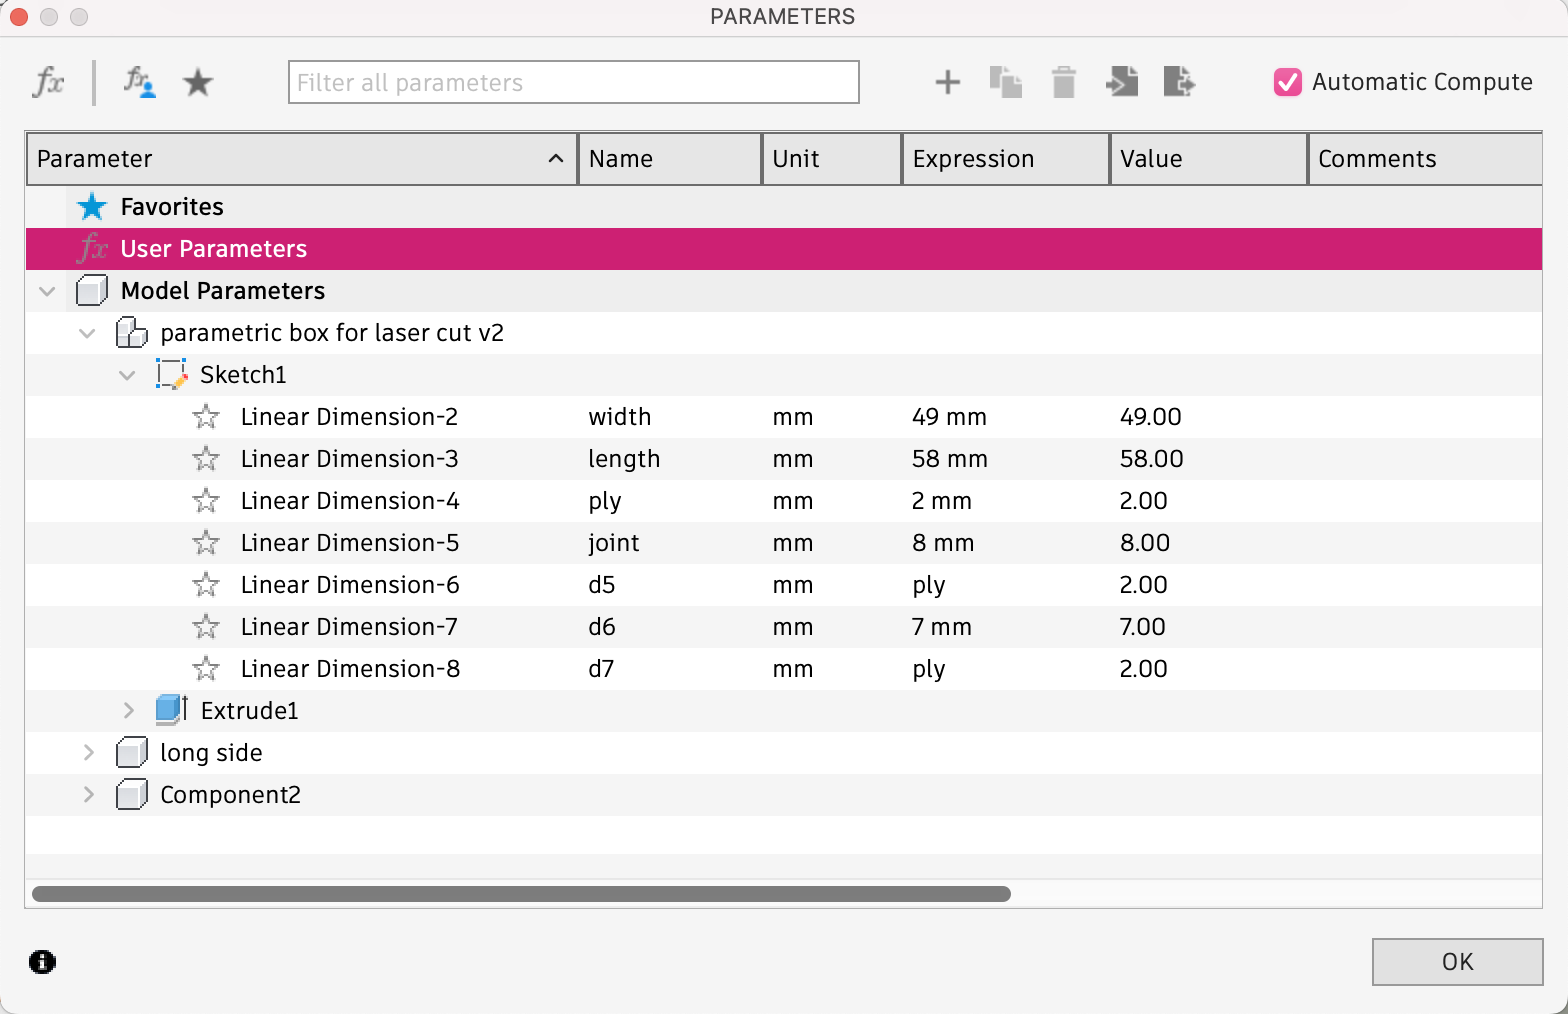 PARAMETERS
fx fx Filter all parameters Automatic Compute
Parameter Name Unit Expression Value Comments
Favorites
fx User Parameters
Model Parameters
parametric box for laser cut v2
Sketch1
Linear Dimension-2 width mm 49 mm 49.00
Linear Dimension-3 length mm 58 mm 58.00
Linear Dimension-4 ply mm 2 mm 2.00
Linear Dimension-5 joint mm 8 mm 8.00
Linear Dimension-6 d5 mm ply 2.00
Linear Dimension-7 d6 mm 7 mm 7.00
Linear Dimension-8 d7 mm ply 2.00
Extrude1
long side
Component2
OK